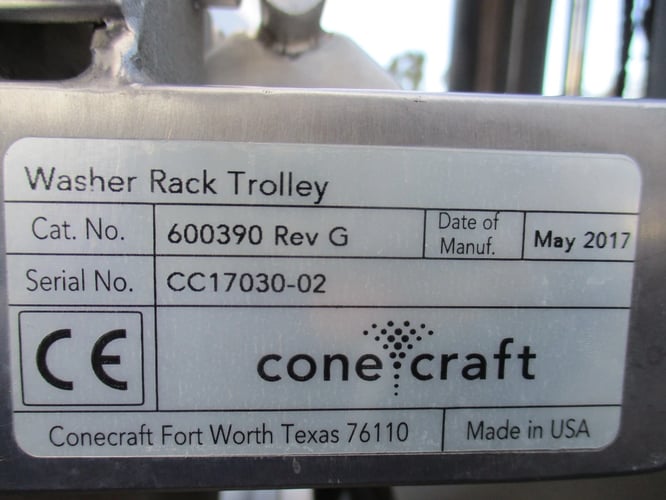 Washer Rack Trolley
Cat. No. 600390 Rev G Date of Manuf. May 2017
Serial No. CC17030-02
CE conecraft
Conecraft Fort Worth Texas 76110 Made in USA